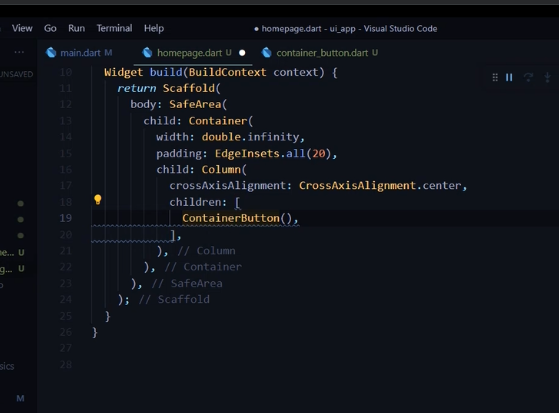 View Go Run Terminal Help ● homepage.dart - ui_app - Visual Studio Code
main.dart M homepage.dart U ● container_button.dart U
UNSAVED
10 Widget build(BuildContext context) {
11 return Scaffold(
12 body: SafeArea(
13 child: Container(
14 width: double.infinity,
15 padding: EdgeInsets.all(20),
16 child: Column(
17 crossAxisAlignment: CrossAxisAlignment.center,
18 children: [
19 ContainerButton(),
20 ],
21 ), // Column
22 ), // Container
23 ), // SafeArea
24 ); // Scaffold
25 }
26 }
27
28
U
U
M